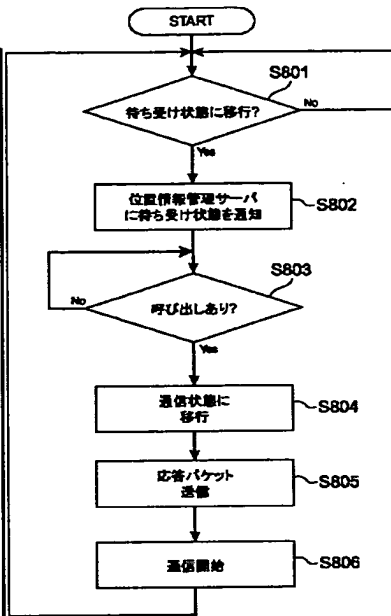 START
S801
待ち受け状態に移行?
No
Yes
位置情報管理サーバ
に待ち受け状態を通知
S802
S803
呼び出しあり?
No
Yes
通信状態に
移行
S804
応答パケット
送信
S805
通信開始
S806